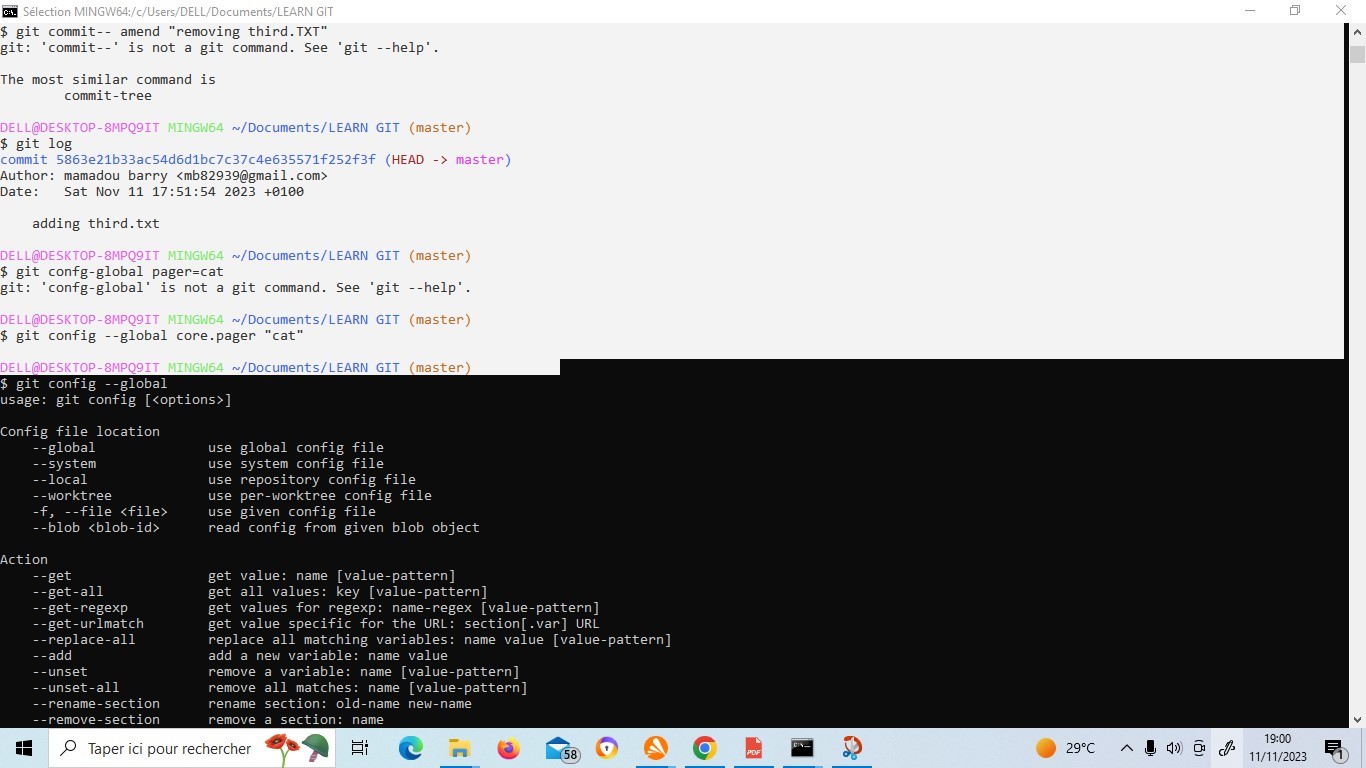 Sélection MINGW64:/c/Users/DELL/Documents/LEARN GIT
$ git commit-- amend "removing third.TXT"
git: 'commit--' is not a git command. See 'git --help'.
The most similar command is
commit-tree
DELL@DESKTOP-8MPQ9IT MINGW64 ~/Documents/LEARN GIT (master)
$ git log
commit 5863e21b33ac54d6d1bc7c37c4e635571f252f3f (HEAD -> master)
Author: mamadou barry <mb82939@gmail.com>
Date:   Sat Nov 11 17:51:54 2023 +0100
adding third.txt
DELL@DESKTOP-8MPQ9IT MINGW64 ~/Documents/LEARN GIT (master)
$ git confg-global pager=cat
git: 'confg-global' is not a git command. See 'git --help'.
DELL@DESKTOP-8MPQ9IT MINGW64 ~/Documents/LEARN GIT (master)
$ git config --global core.pager "cat"
DELL@DESKTOP-8MPQ9IT MINGW64 ~/Documents/LEARN GIT (master)
$ git config --global
usage: git config [<options>]
Config file location
--global              use global config file
--system              use system config file
--local               use repository config file
--worktree            use per-worktree config file
-f, --file <file>     use given config file
--blob <blob-id>      read config from given blob object
Action
--get                 get value: name [value-pattern]
--get-all             get all values: key [value-pattern]
--get-regexp          get values for regexp: name-regex [value-pattern]
--get-urlmatch        get value specific for the URL: section[.var] URL
--replace-all         replace all matching variables: name value [value-pattern]
--add                 add a new variable: name value
--unset               remove a variable: name [value-pattern]
--unset-all           remove all matches: name [value-pattern]
--rename-section      rename section: old-name new-name
--remove-section      remove a section: name
Taper ici pour rechercher
58
PDF
29°C
19:00
11/11/2023
1